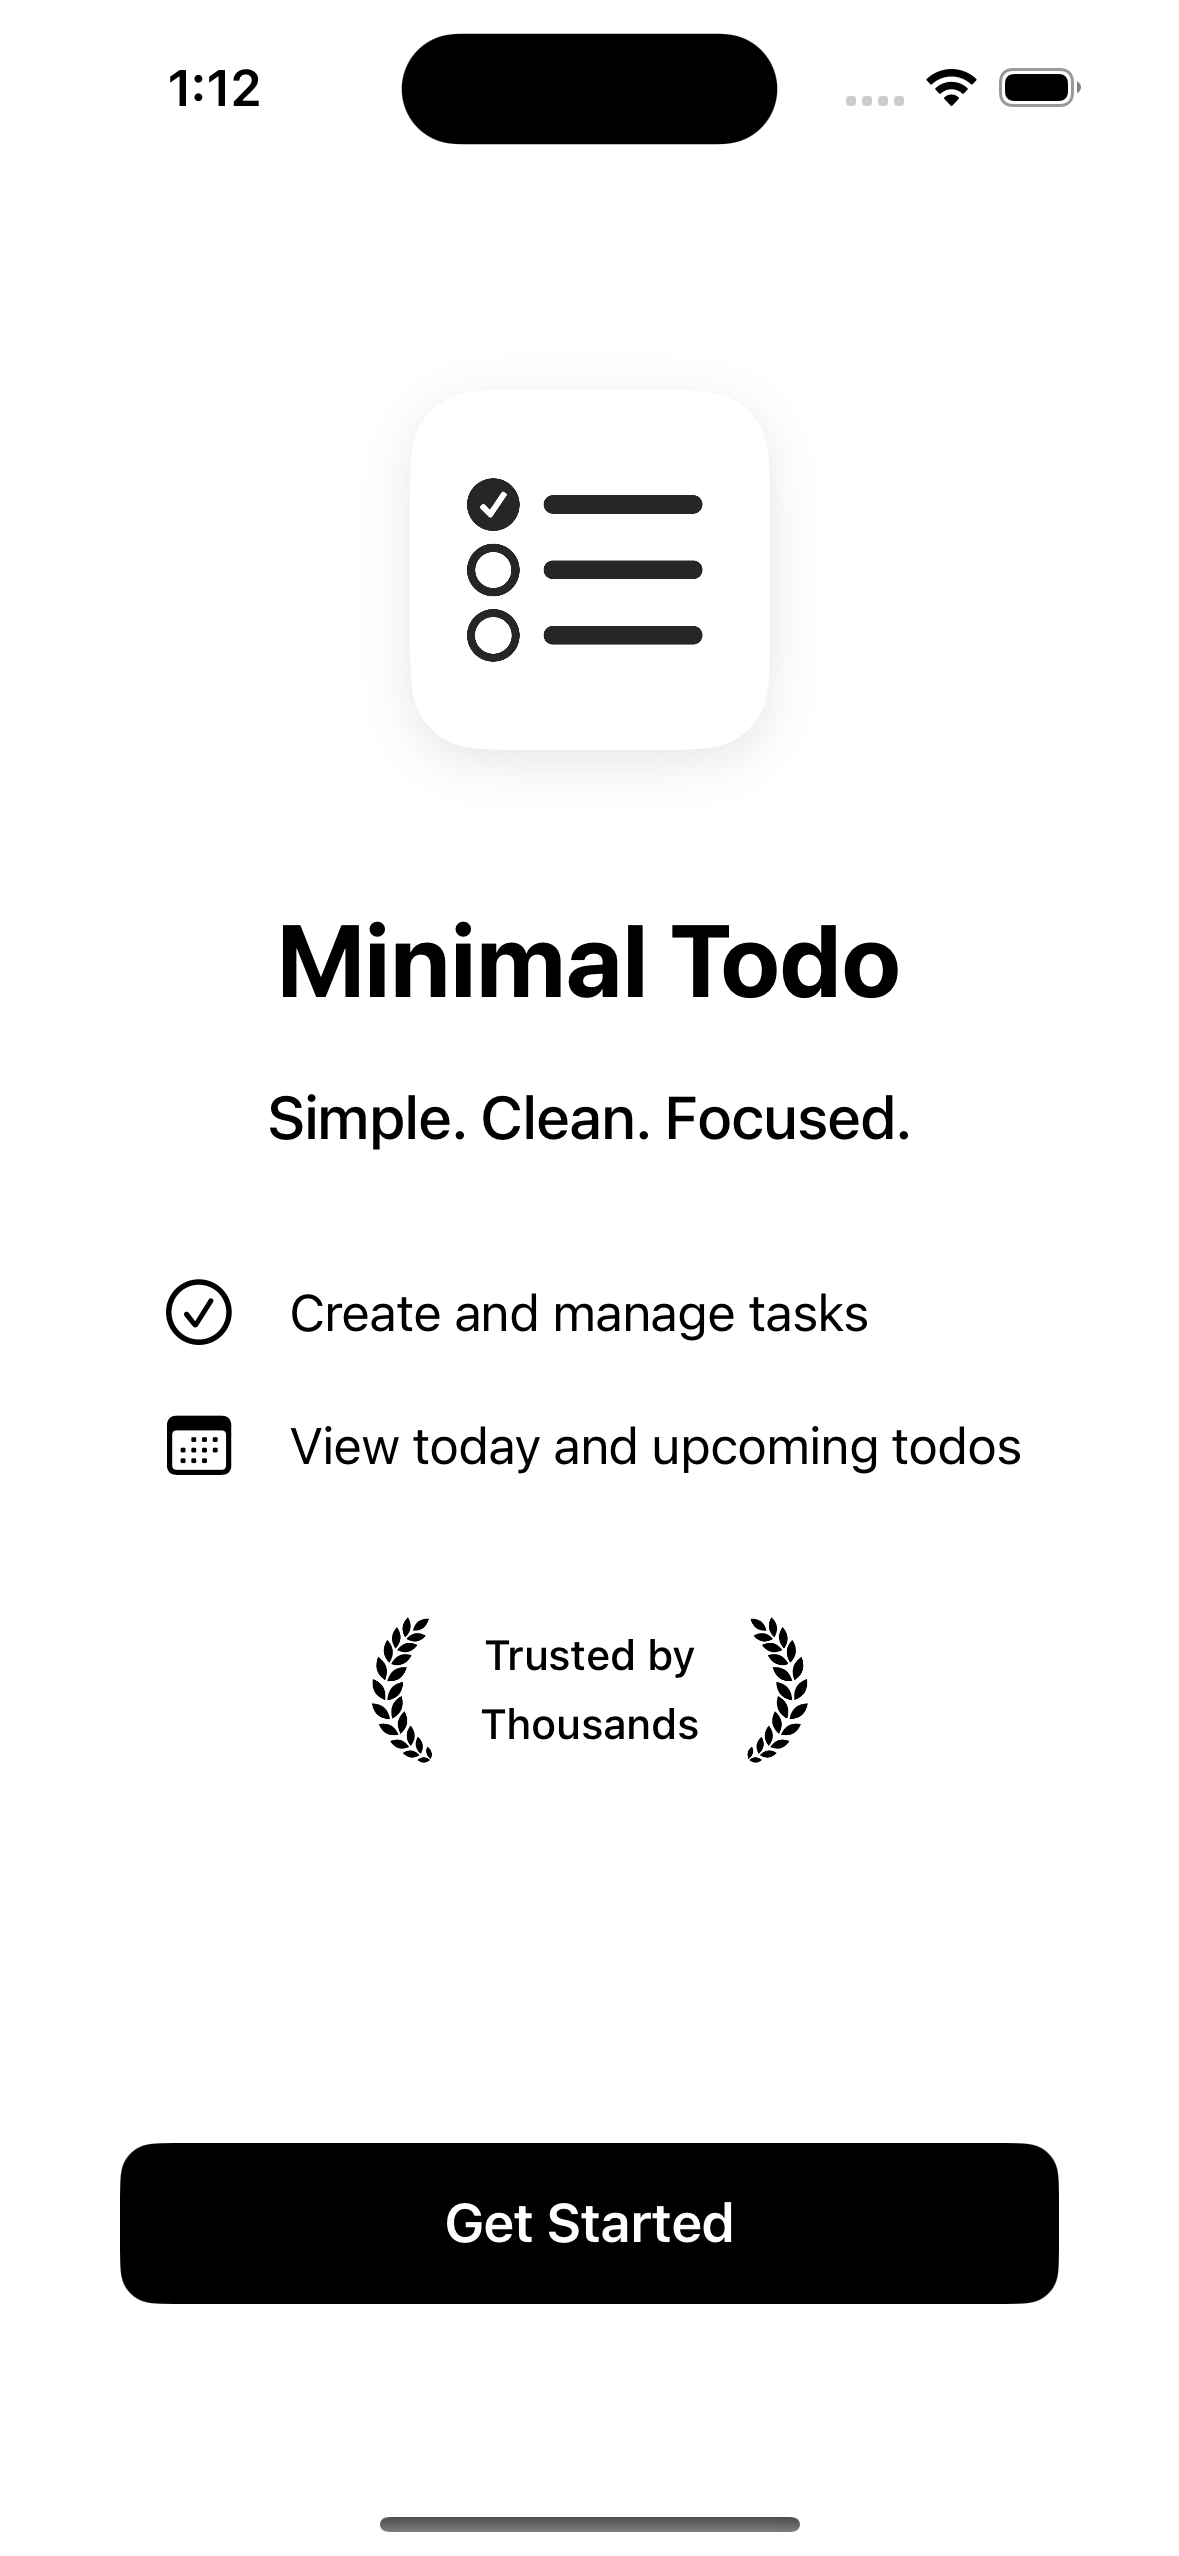 1:12
Minimal Todo
Simple. Clean. Focused.
Create and manage tasks
View today and upcoming todos
Trusted by
Thousands
Get Started